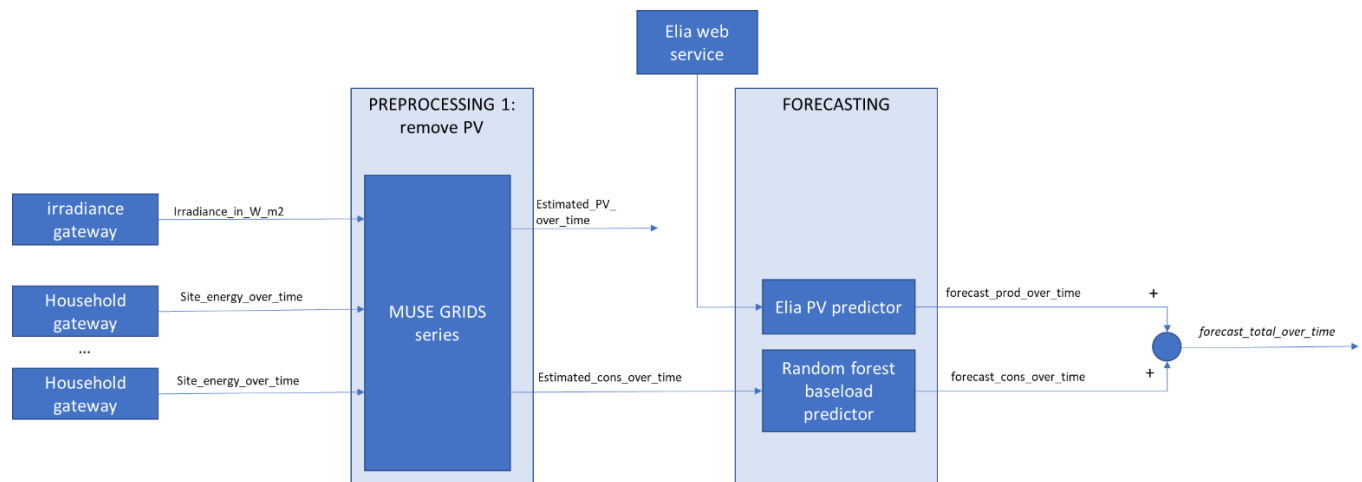 Elia web
service
PREPROCESSING 1:
remove PV
FORECASTING
irradiance
gateway
Irradiance_in_W_m2
Estimated_PV_
over_time
Household
gateway
Site_energy_over_time
MUSE GRIDS
series
Elia PV predictor
forecast_prod_over_time
+
forecast_total_over_time
...
Household
gateway
Site_energy_over_time
Estimated_cons_over_time
Random forest
baseload
predictor
forecast_cons_over_time
+